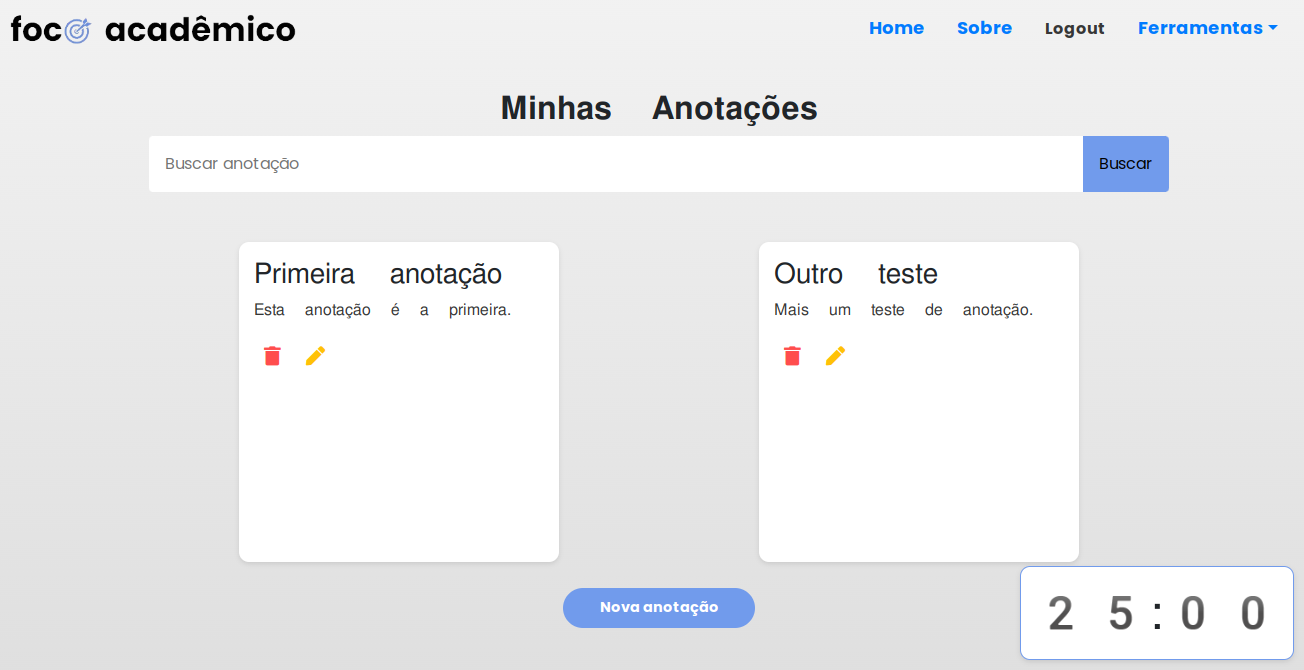 foco acadêmico
Home Sobre Logout Ferramentas
Minhas Anotações
Buscar anotação Buscar
Primeira anotação
Esta anotação é a primeira.
Outro teste
Mais um teste de anotação.
Nova anotação
25:00